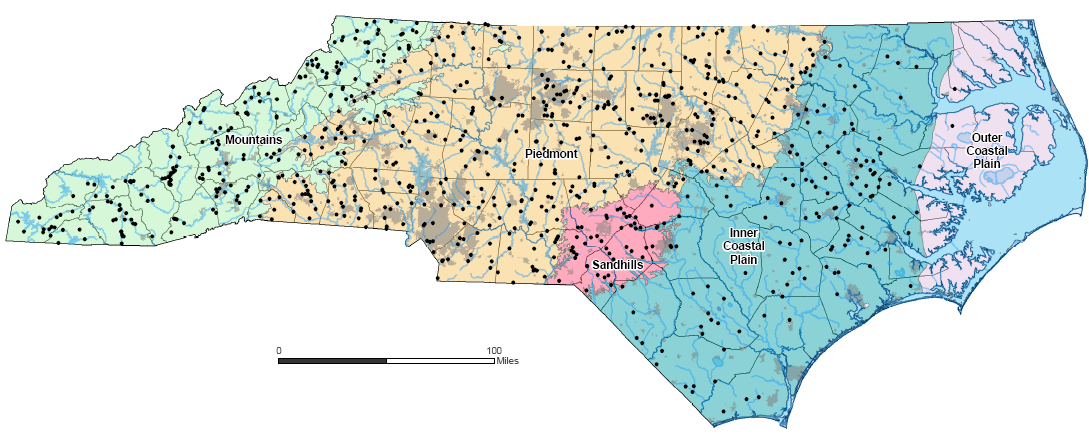 Mountains
Piedmont
Outer
Coastal
Plain
Inner
Coastal
Plain
Sandhills
0
100
Miles